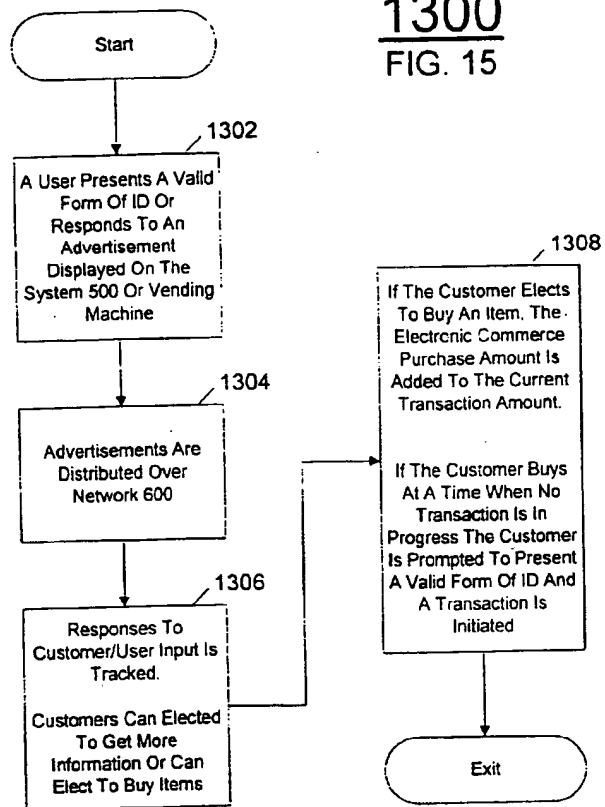 1300
FIG. 15
Start
1302
A User Presents A Valid
Form Of ID Or
Responds To An
Advertisement
Displayed On The
System 500 Or Vending
Machine
1304
Advertisements Are
Distributed Over
Network 600
1306
Responses To
Customer/User Input Is
Tracked.
Customers Can Elected
To Get More
Information Or Can
Elect To Buy Items
1308
If The Customer Elects
To Buy An Item, The
Electronic Commerce
Purchase Amount Is
Added To The Current
Transaction Amount.
If The Customer Buys
At A Time When No
Transaction Is In
Progress The Customer
Is Prompted To Present
A Valid Form Of ID And
A Transaction Is
Initiated
Exit